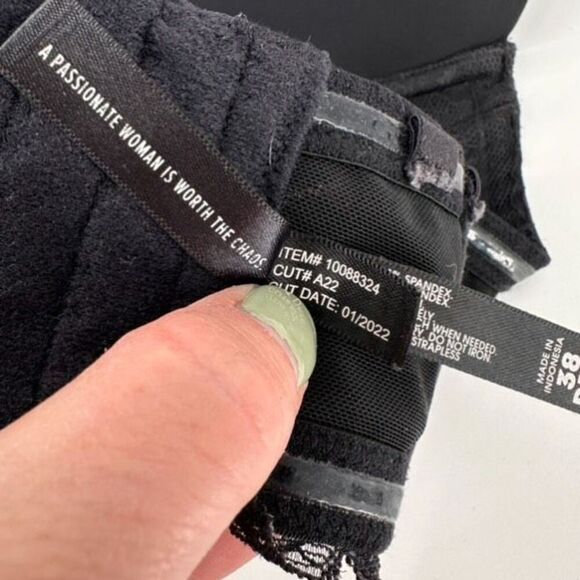 A PASSIONATE WOMAN IS WORTH THE CHAOS
ITEM# 10088324
CUT# A22
CUT DATE: 01/2022
SPANDEX.
WHEN NEEDED.
DO NOT IRON
STRAPLESS
MADE IN
INDONESIA
38